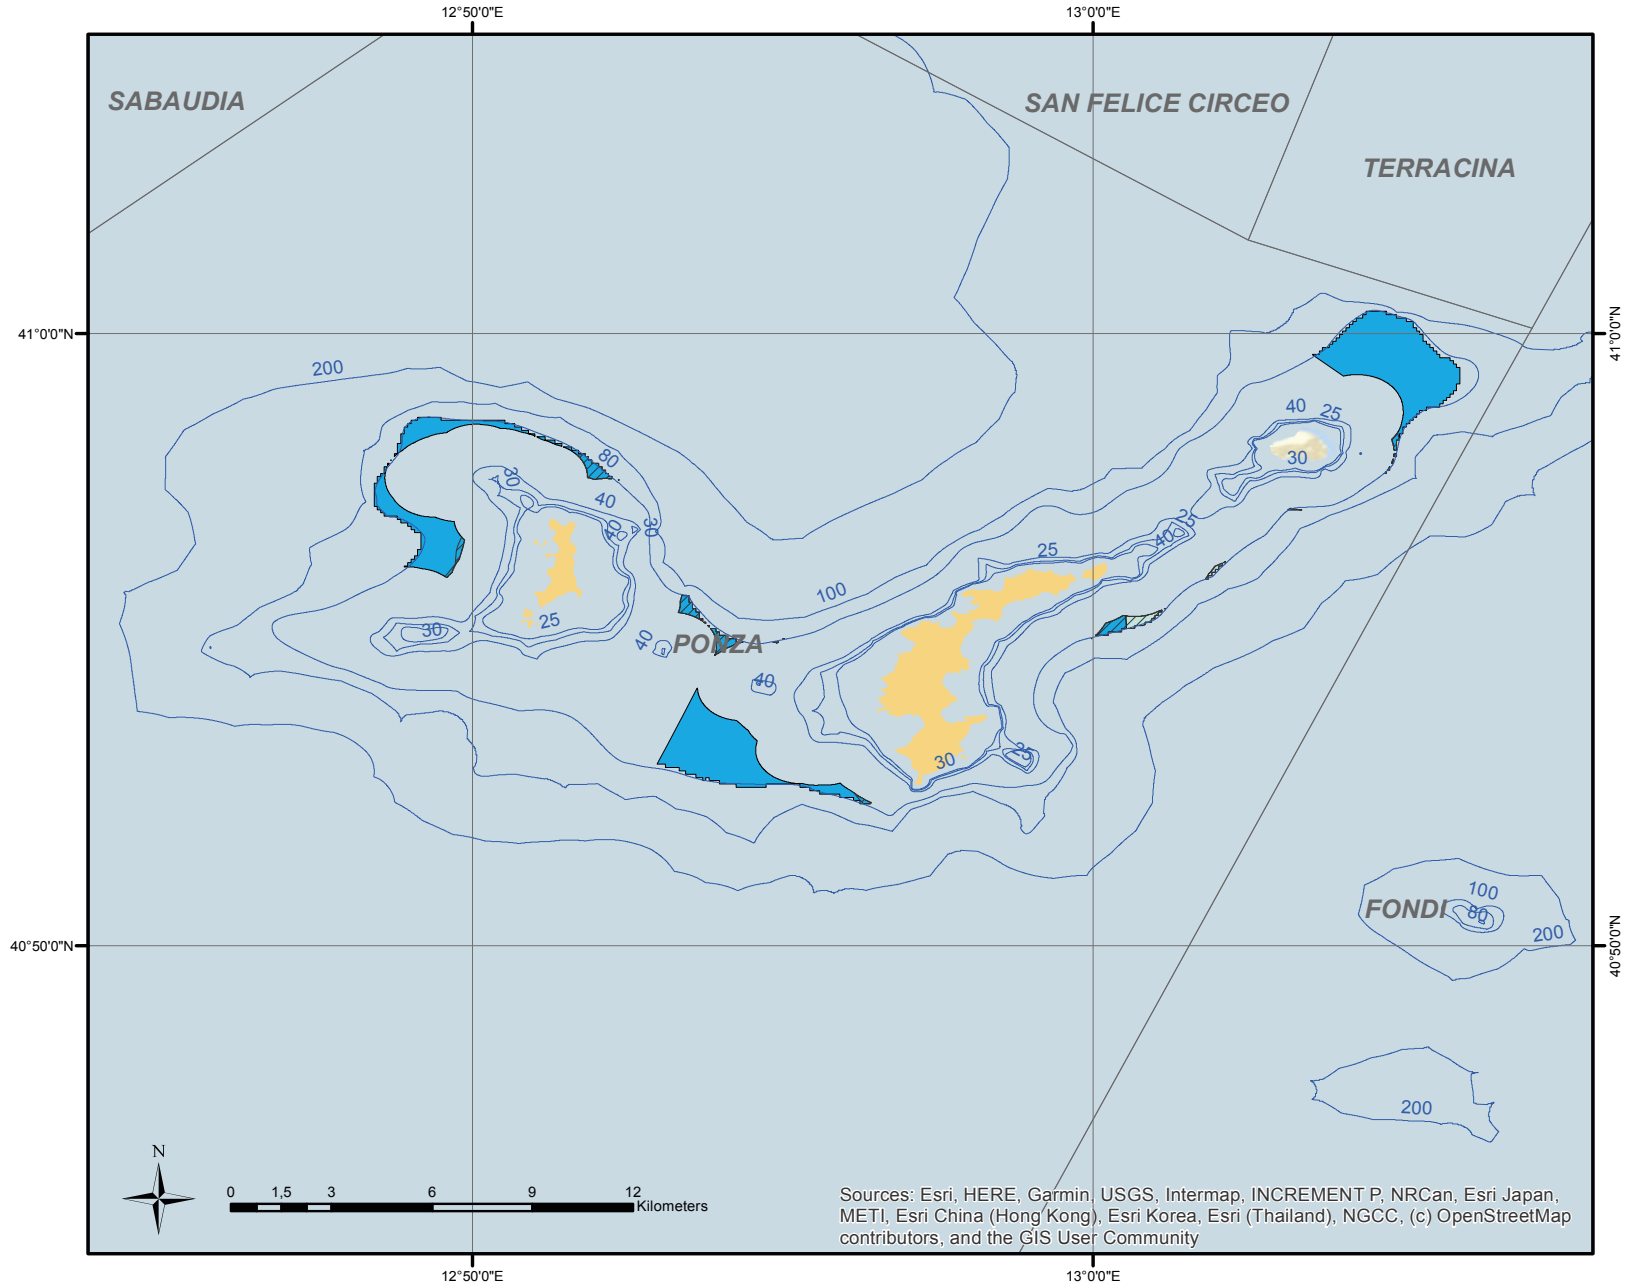 12°50'0"E
13°0'0"E
SABAUDIA
SAN FELICE CIRCEO
TERRACINA
41°0'0"N
41°0'0"N
200
40
25
30
80
30
40
40
30
25
40
25
100
25
30
40
PONZA
40
30
25
100
80
FONDI
200
40°50'0"N
40°50'0"N
200
N
0
1,5
3
6
9
12
Kilometers
Sources: Esri, HERE, Garmin, USGS, Intermap, INCREMENT P, NRCan, Esri Japan,
METI, Esri China (Hong Kong), Esri Korea, Esri (Thailand), NGCC, (c) OpenStreetMap
contributors, and the GIS User Community
12°50'0"E
13°0'0"E